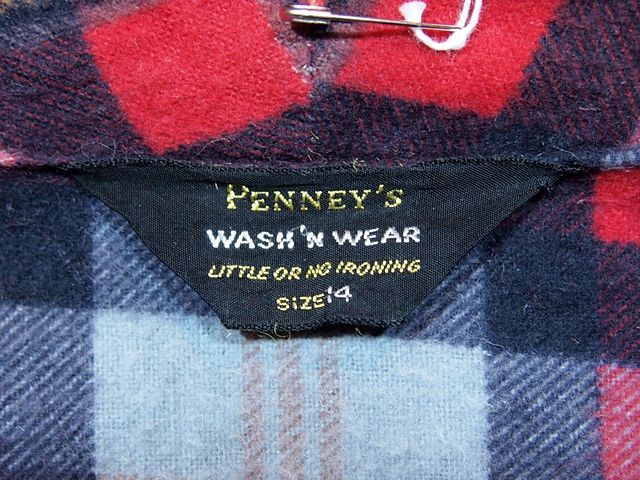 PENNEY'S
WASH'N WEAR
LITTLE OR NO IRONING
SIZE 14